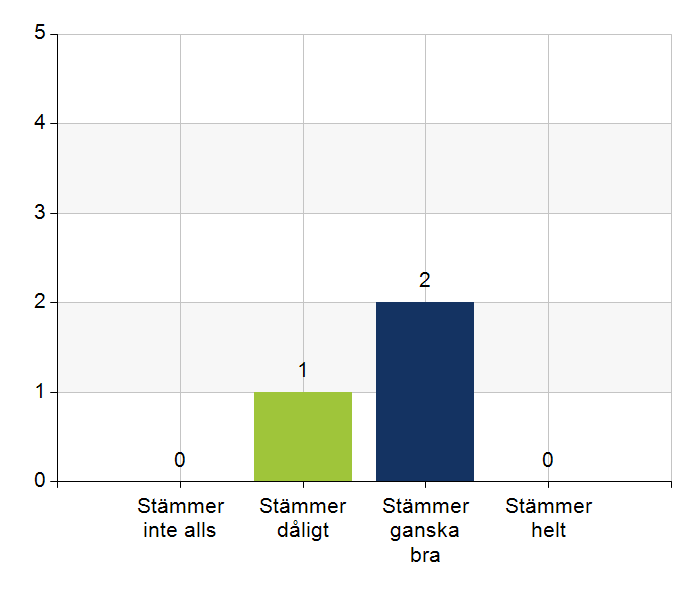 5
4
3
2
1
0
0
1
2
0
Stämmer
inte alls
Stämmer
dåligt
Stämmer
ganska
bra
Stämmer
helt